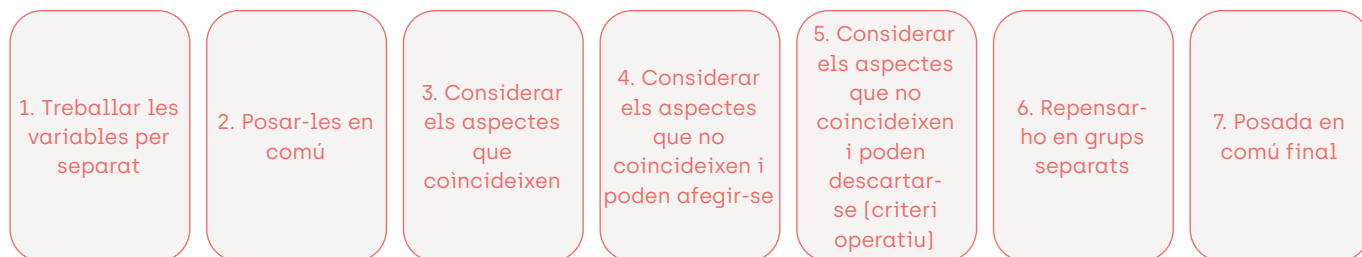 1. Treballar les
variables per
separat
2. Posar-les en
comú
3. Considerar
els aspectes
que
coìncideixen
4. Considerar
els aspectes
que no
coincideixen i
poden afegir-se
5. Considerar
els aspectes
que no
coincideixen
i poden
descartar-
se (criteri
operatiu)
6. Repensar-
ho en grups
separats
7. Posada en
comú final